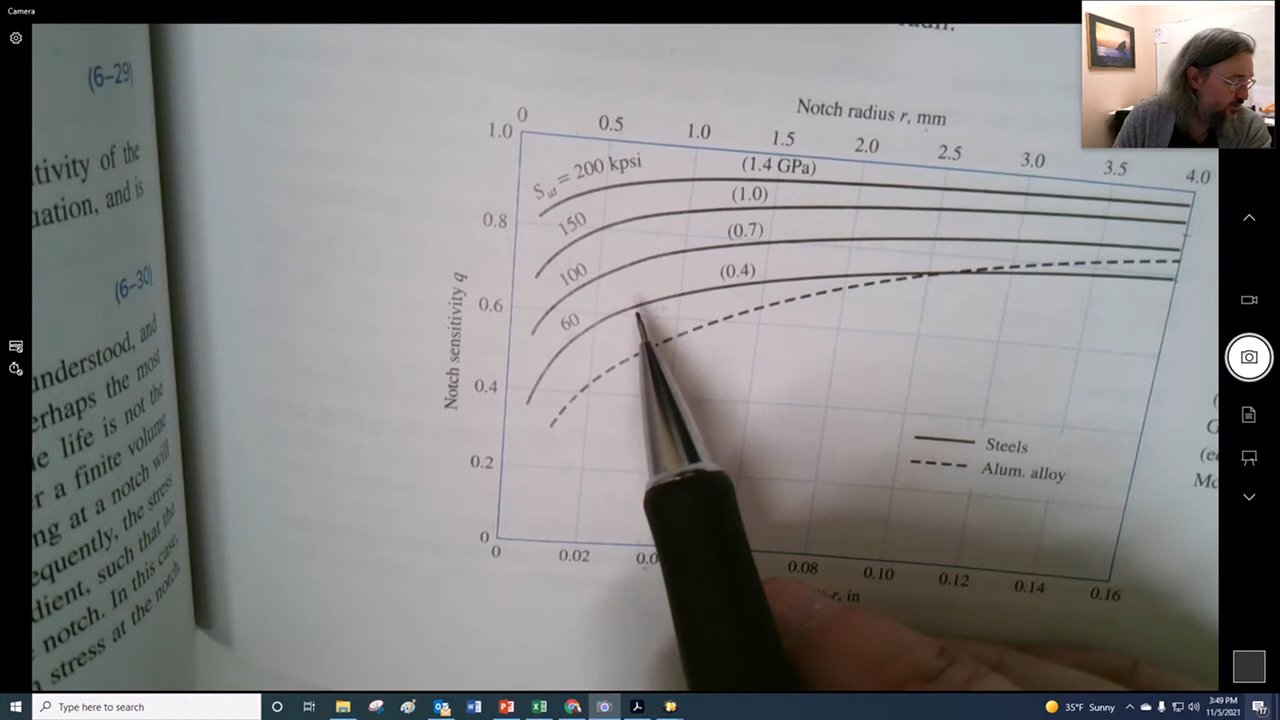 Camera
(6–29)
tivity of the
uation, and is
(6–30)
understood, and
erhaps the most
e life is not the
r a finite volume
ng at a notch will
equently, the stress
dient, such that the
notch. In this case,
stress at the notch
Notch radius r, mm
0 0.5 1.0 1.5 2.0 2.5 3.0 3.5 4.0
1.0
Sut = 200 kpsi (1.4 GPa)
150 (1.0)
0.8
100 (0.7)
60 (0.4)
0.6
0.4
0.2
0
Notch sensitivity q
Steels
Alum. alloy
0 0.02 0.08 0.10 0.12 0.14 0.16
r, in
Type here to search
35°F Sunny
3:49 PM
11/5/2021
17